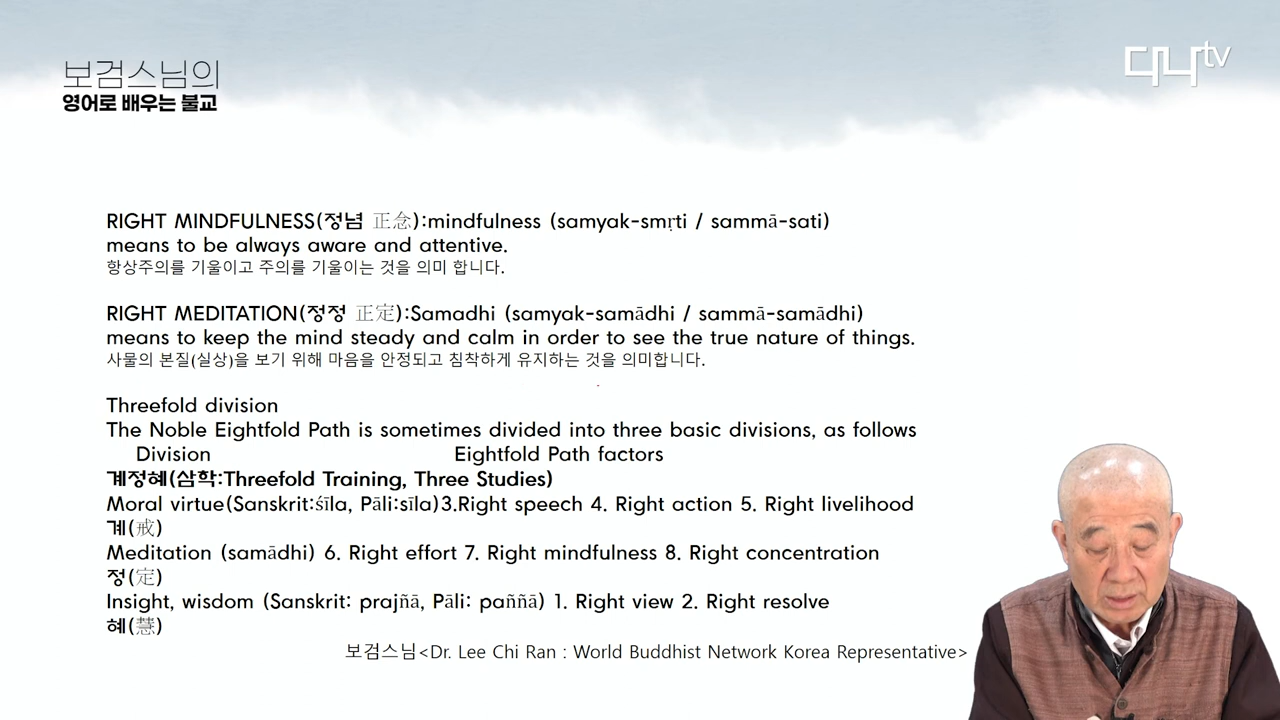 보검스님의
영어로 배우는 불교
디나tv
RIGHT MINDFULNESS(정념 正念):mindfulness (samyak-smṛti / sammā-sati)
means to be always aware and attentive.
항상주의를 기울이고 주의를 기울이는 것을 의미 합니다.
RIGHT MEDITATION(정정 正定):Samadhi (samyak-samādhi / sammā-samādhi)
means to keep the mind steady and calm in order to see the true nature of things.
사물의 본질(실상)을 보기 위해 마음을 안정되고 침착하게 유지하는 것을 의미합니다.
Threefold division
The Noble Eightfold Path is sometimes divided into three basic divisions, as follows
Division Eightfold Path factors
계정혜(삼학:Threefold Training, Three Studies)
Moral virtue(Sanskrit:śīla, Pāli:sīla)3.Right speech 4. Right action 5. Right livelihood
계(戒)
Meditation (samādhi) 6. Right effort 7. Right mindfulness 8. Right concentration
정(定)
Insight, wisdom (Sanskrit: prajñā, Pāli: paññā) 1. Right view 2. Right resolve
혜(慧)
보검스님<Dr. Lee Chi Ran : World Buddhist Network Korea Representative>